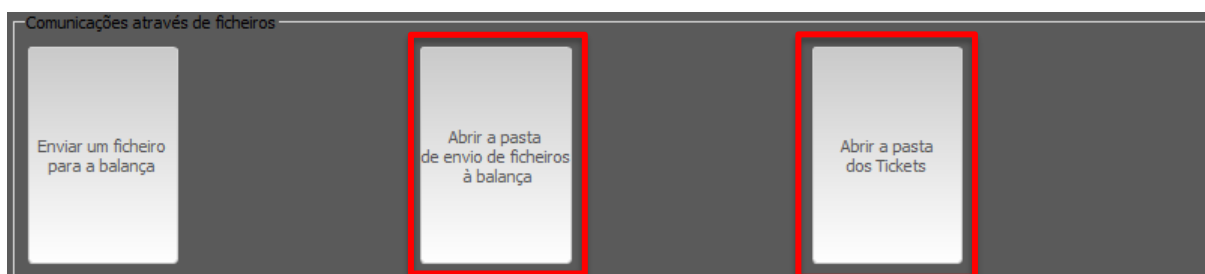 Comunicações através de ficheiros
Enviar um ficheiro
para a balança
Abrir a pasta
de envio de ficheiros
à balança
Abrir a pasta
dos Tickets